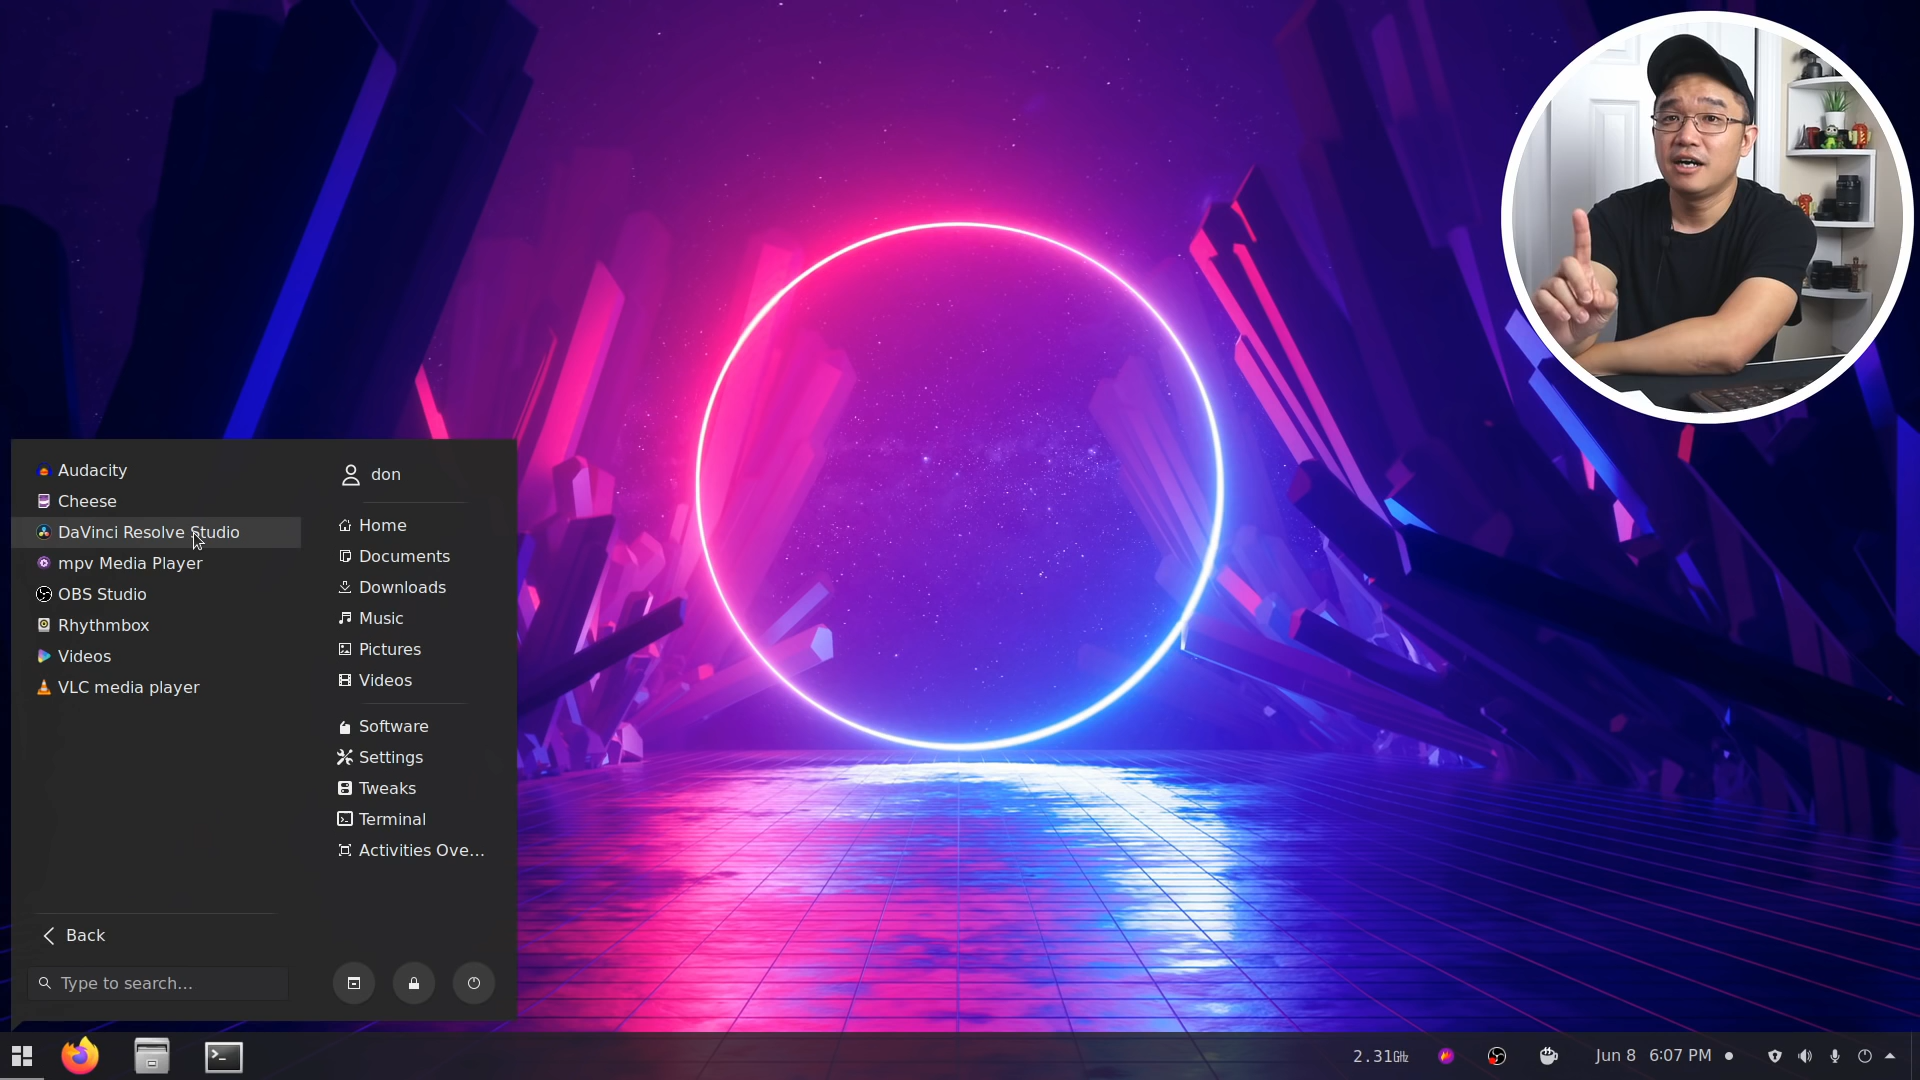 Audacity
Cheese
DaVinci Resolve Studio
mpv Media Player
OBS Studio
Rhythmbox
Videos
VLC media player
Back
Type to search…
don
Home
Documents
Downloads
Music
Pictures
Videos
Software
Settings
Tweaks
Terminal
Activities Ove…
2.31GHz
Jun 8 6:07 PM